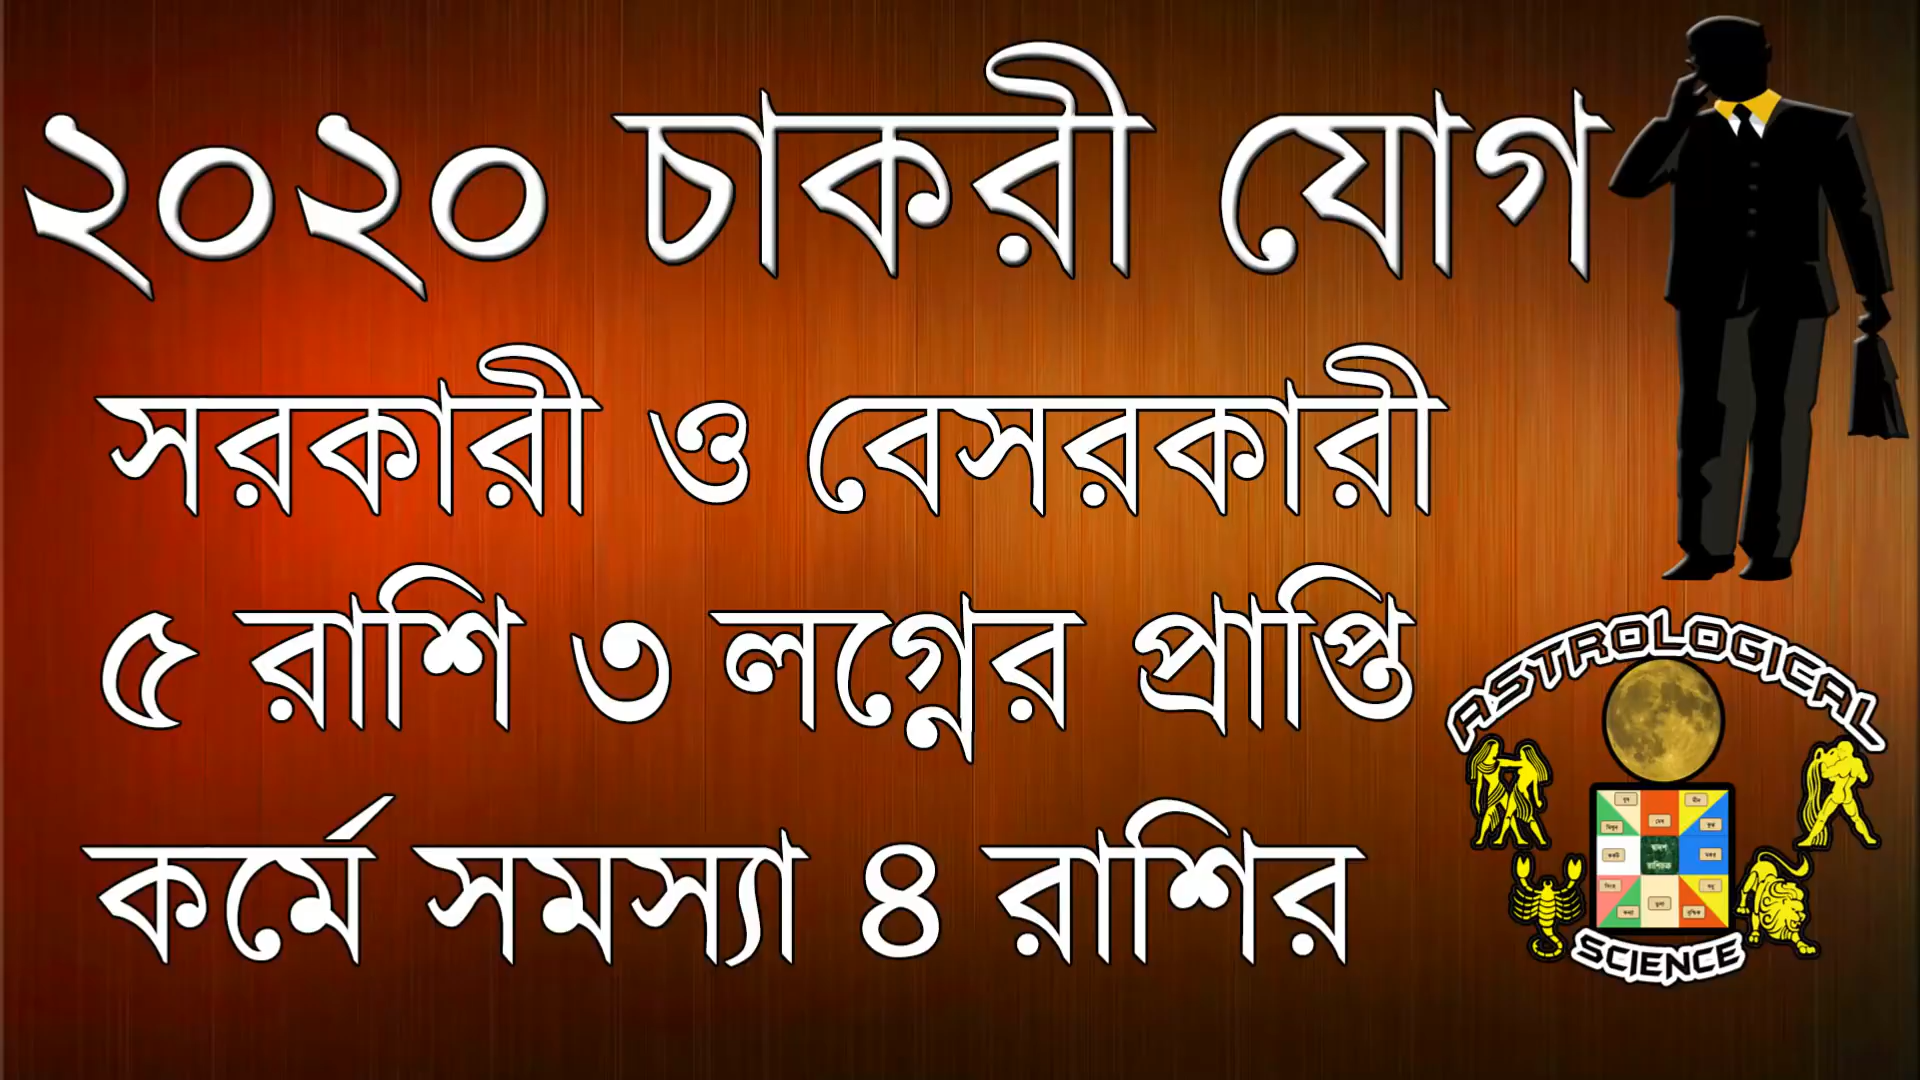 ২০২০ চাকরী যোগ
সরকারী ও বেসরকারী
৫ রাশি ৩ লগ্নের প্রাপ্তি
কর্মে সমস্যা ৪ রাশির
ASTROLOGICAL
SCIENCE